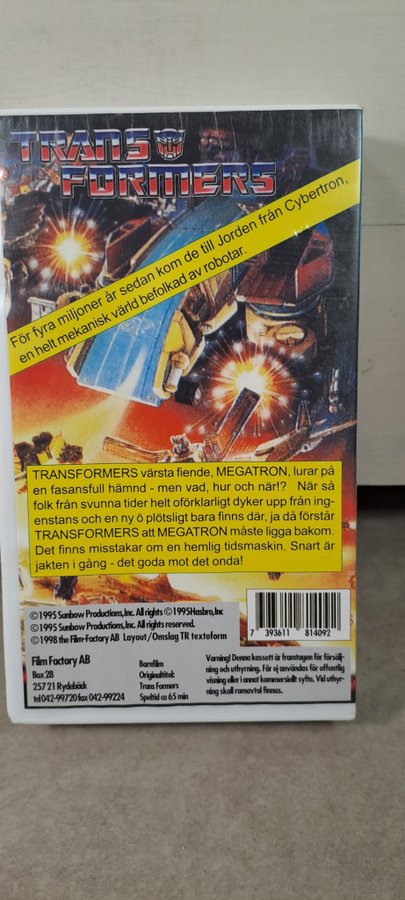 TRANS
FORMERS
För fyra miljoner år sedan kom de till Jorden från Cybertron,
en helt mekanisk värld befolkad av robotar.
TRANSFORMERS värsta fiende, MEGATRON, lurar på
en fasansfull hämnd - men vad, hur och när!? När så
folk från svunna tider helt oförklarligt dyker upp från ing-
enstans och en ny ö plötsligt bara finns där, ja då förstår
TRANSFORMERS att MEGATRON måste ligga bakom.
Det finns misstakar om en hemlig tidsmaskin. Snart är
jakten i gång - det goda mot det onda!
©1995 Sunbow Productions,Inc. All rights ©1995Hasbro,Inc
©1995 Sunbow Productions,Inc. All rights reserved.
©1998 the Film-Factory AB Layout/Omslag TR textoform
7 393611 814092
Film Factory AB
Box 28
257 21 Rydebäck
tel042-99720 fax 042-99224
Barnfilm
Originaltitel:
Trans Formers
Speltid ca 65 min
Varning! Denna kassett är framtagen för försälj-
ning och uthyrning. Får ej användas för offentlig
visning eller i annat kommersiellt syfte. Vid uthyr-
ning skall ramavtal finnas.